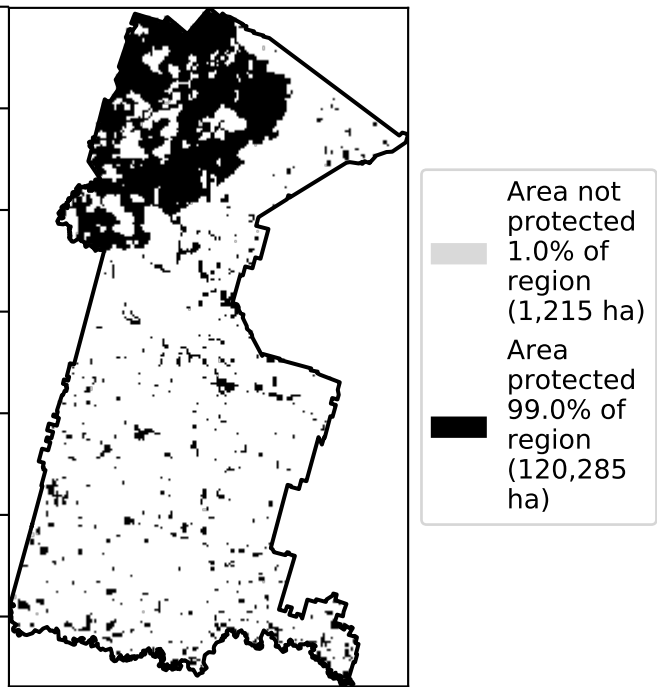 Area not
protected
1.0% of
region
(1,215 ha)
Area
protected
99.0% of
region
(120,285
ha)